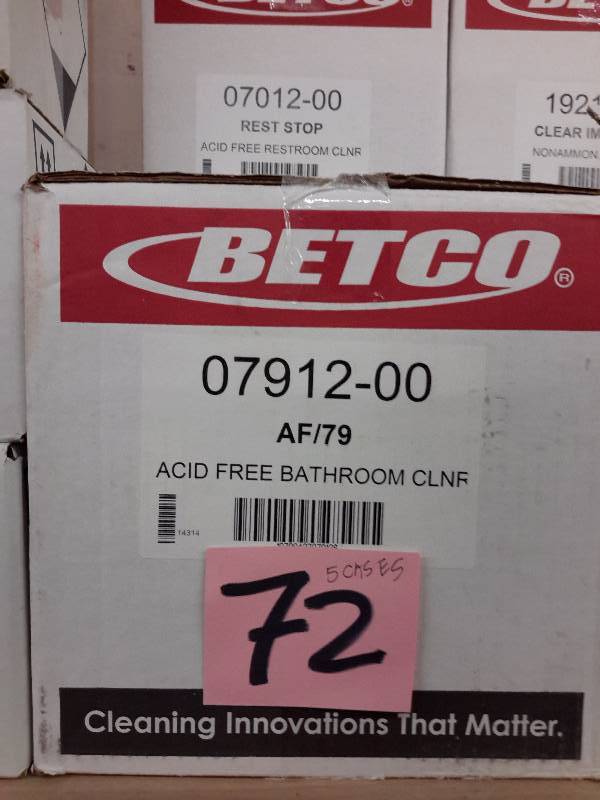 07012-00
REST STOP
ACID FREE RESTROOM CLNR
CLEAR
NONAMMON
BETCO®
07912-00
AF/79
ACID FREE BATHROOM CLNR
14314
5 CASES
72
Cleaning Innovations That Matter.